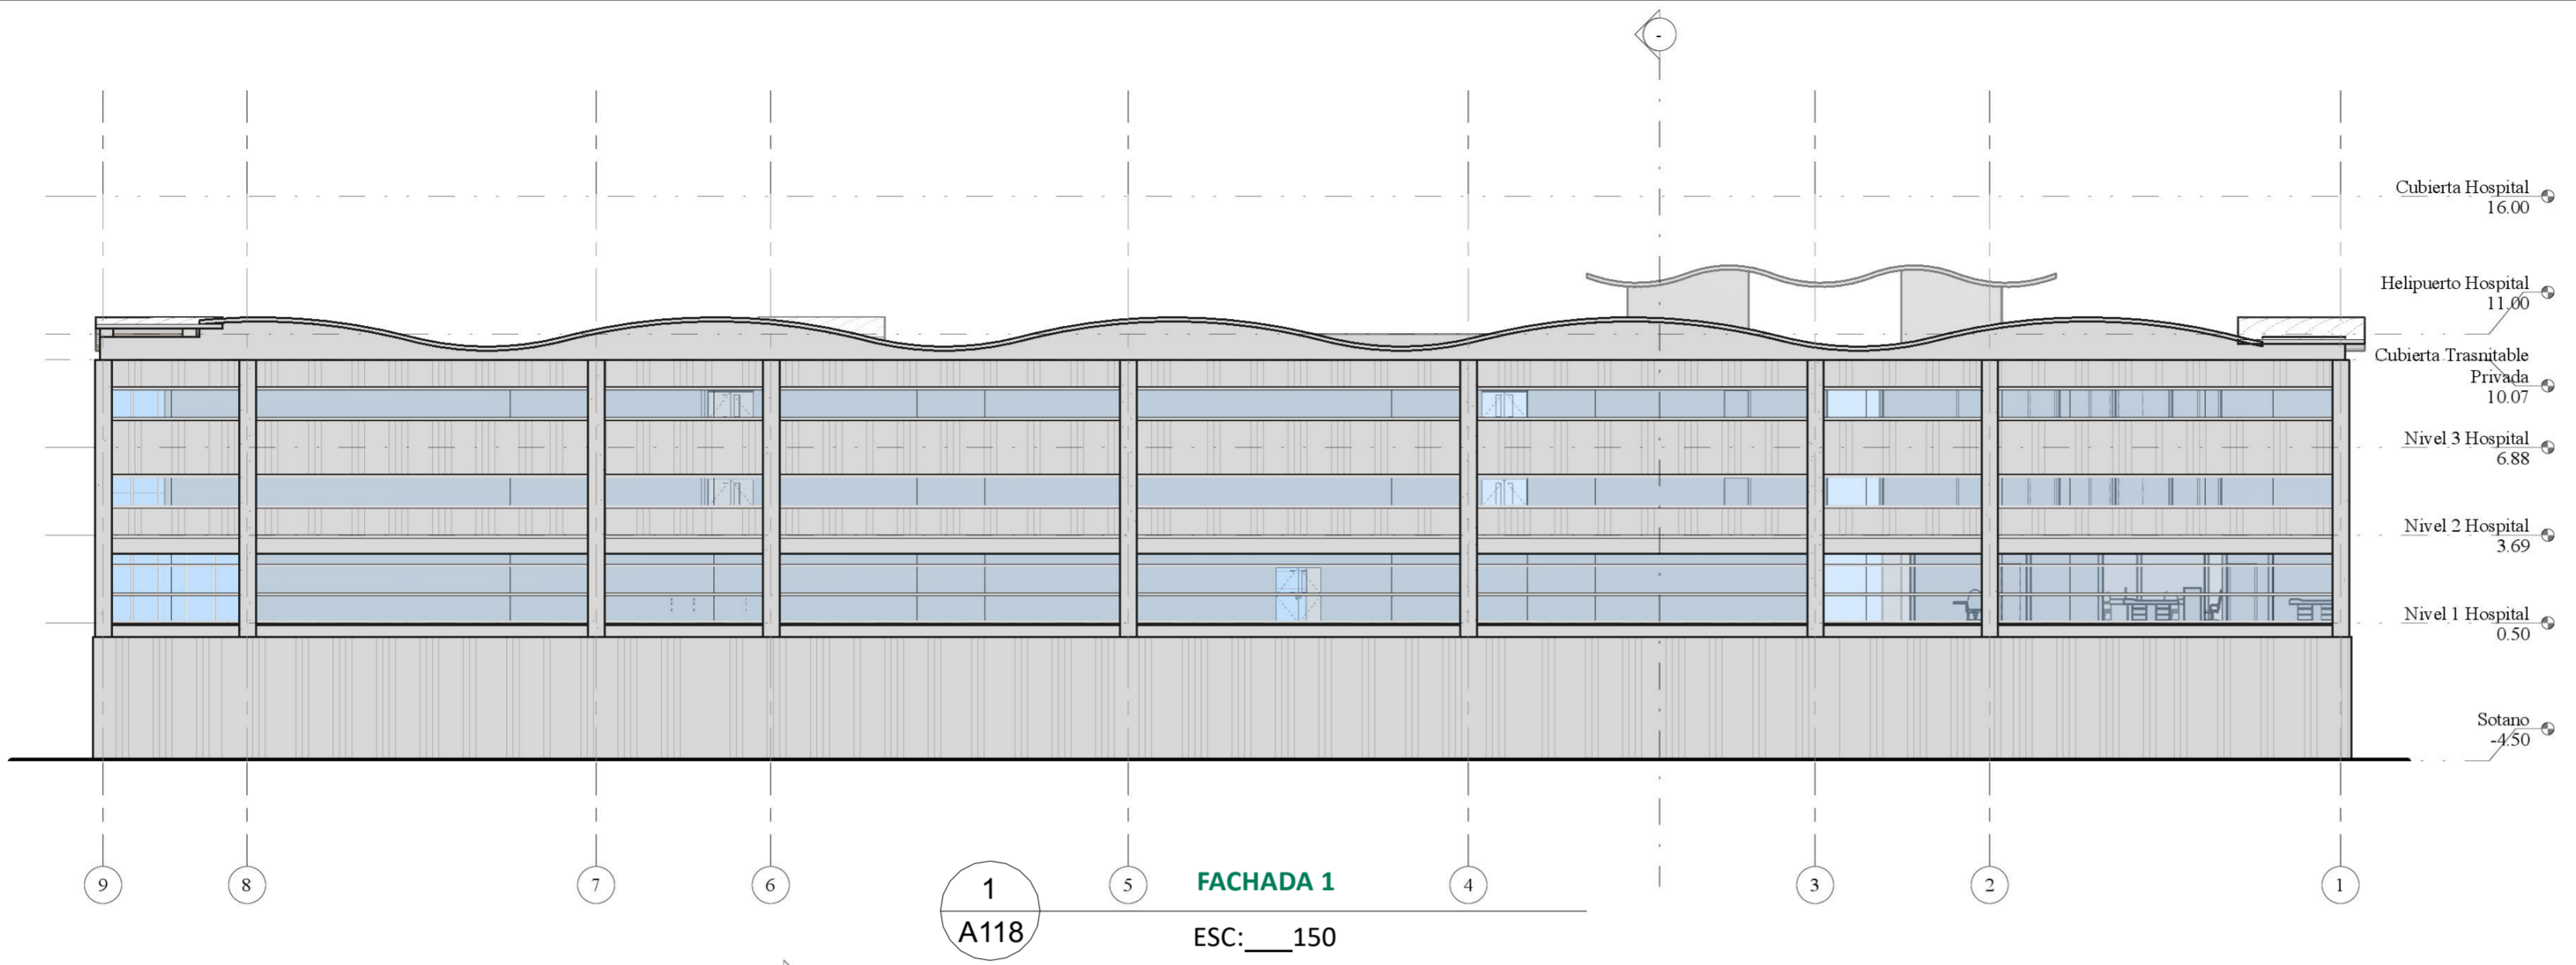 -
Cubierta Hospital
16.00
Helipuerto Hospital
11.00
Cubierta Trasnitable
Privada
10.07
Nivel 3 Hospital
6.88
Nivel 2 Hospital
3.69
Nivel 1 Hospital
0.50
Sotano
-4.50
9 8 7 6 5 4 3 2 1
1
A118
FACHADA 1
ESC:____150